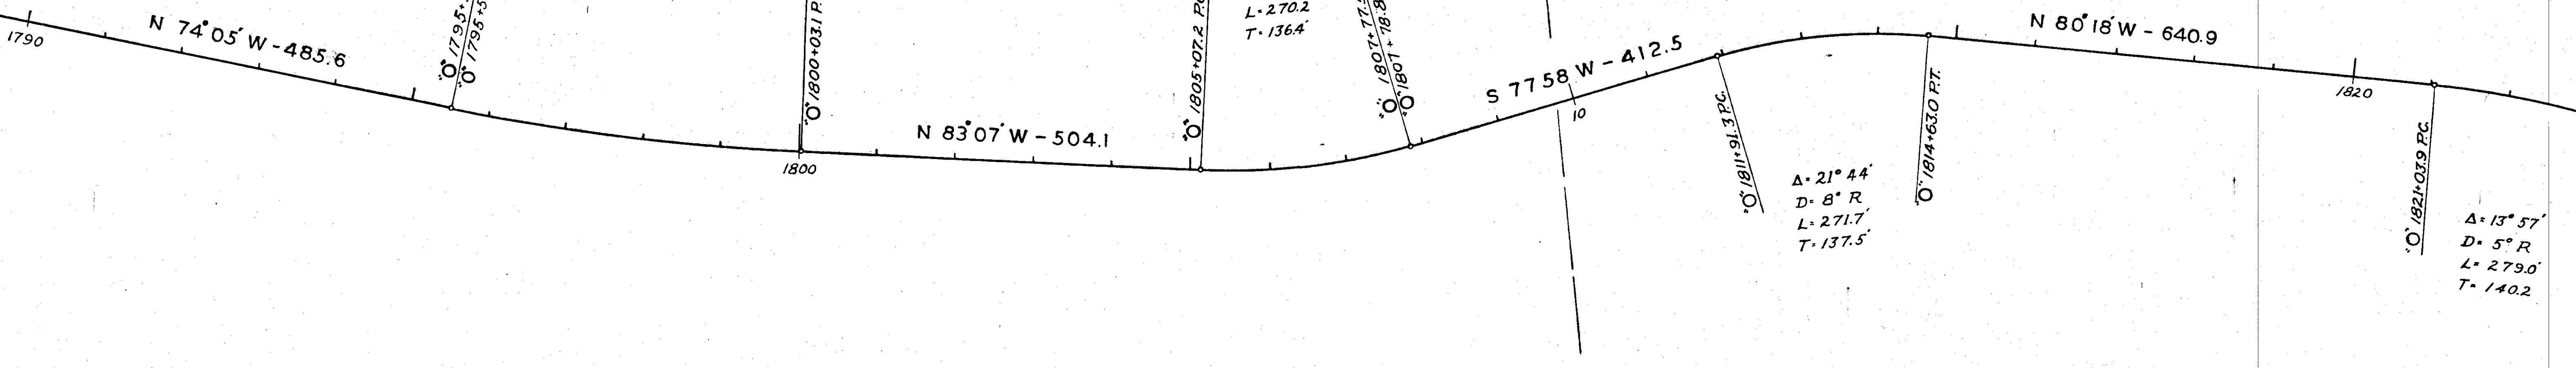 1790
N 74°05' W - 485.6
"O" 1795+
"O" 1795+5
"O" 1800+03.1 P.
1800
N 83°07' W - 504.1
"O" 1805+07.2 P.C.
L = 270.2
T = 136.4'
"O" 1807+77.
"O" 1807+78.8
S 77 58 W - 412.5
10
"O" 1811+91.3 P.C.
Δ = 21° 44'
D = 8° R
L = 271.7'
T = 137.5'
"O" 1814+63.0 P.T.
N 80°18' W - 640.9
1820
"O" 1821+03.9 P.C.
Δ = 13° 57'
D = 5° R
L = 279.0'
T = 140.2